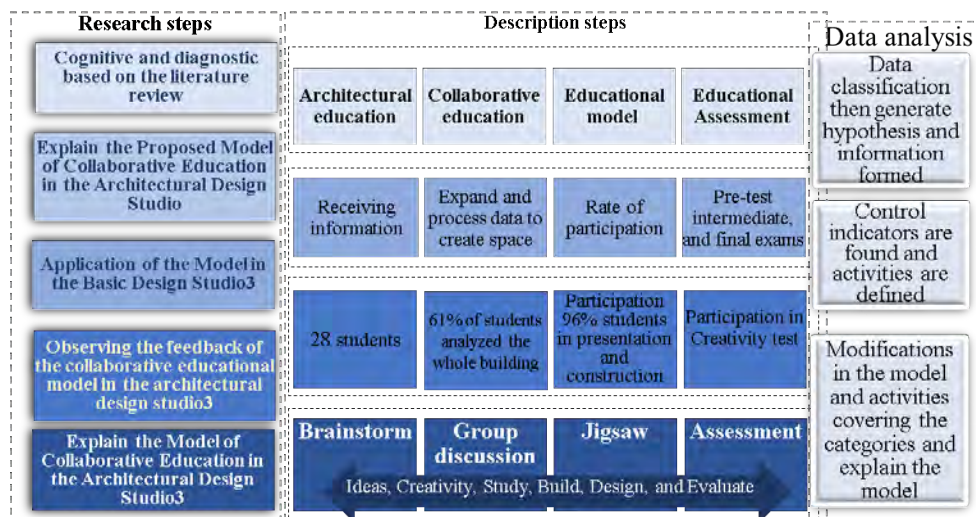 Research steps
Cognitive and diagnostic
based on the literature
review
Explain the Proposed Model
of Collaborative Education
in the Architectural Design
Studio
Application of the Model in
the Basic Design Studio3
Observing the feedback of
the collaborative educational
model in the architectural
design studio3
Explain the Model of
Collaborative Education in
the Architectural Design
Studio3
Description steps
Architectural
education
Collaborative
education
Educational
model
Educational
Assessment
Receiving
information
Expand and
process data to
create space
Rate of
participation
Pre-test
intermediate,
and final exams
28 students
61% of students
analyzed the
whole building
Participation
96% students
in presentation
and
construction
Participation in
Creativity test
Brainstorm
Group
discussion
Jigsaw
Assessment
Ideas, Creativity, Study, Build, Design, and Evaluate
Data analysis
Data
classification
then generate
hypothesis and
information
formed
Control
indicators are
found and
activities are
defined
Modifications
in the model
and activities
covering the
categories and
explain the
model